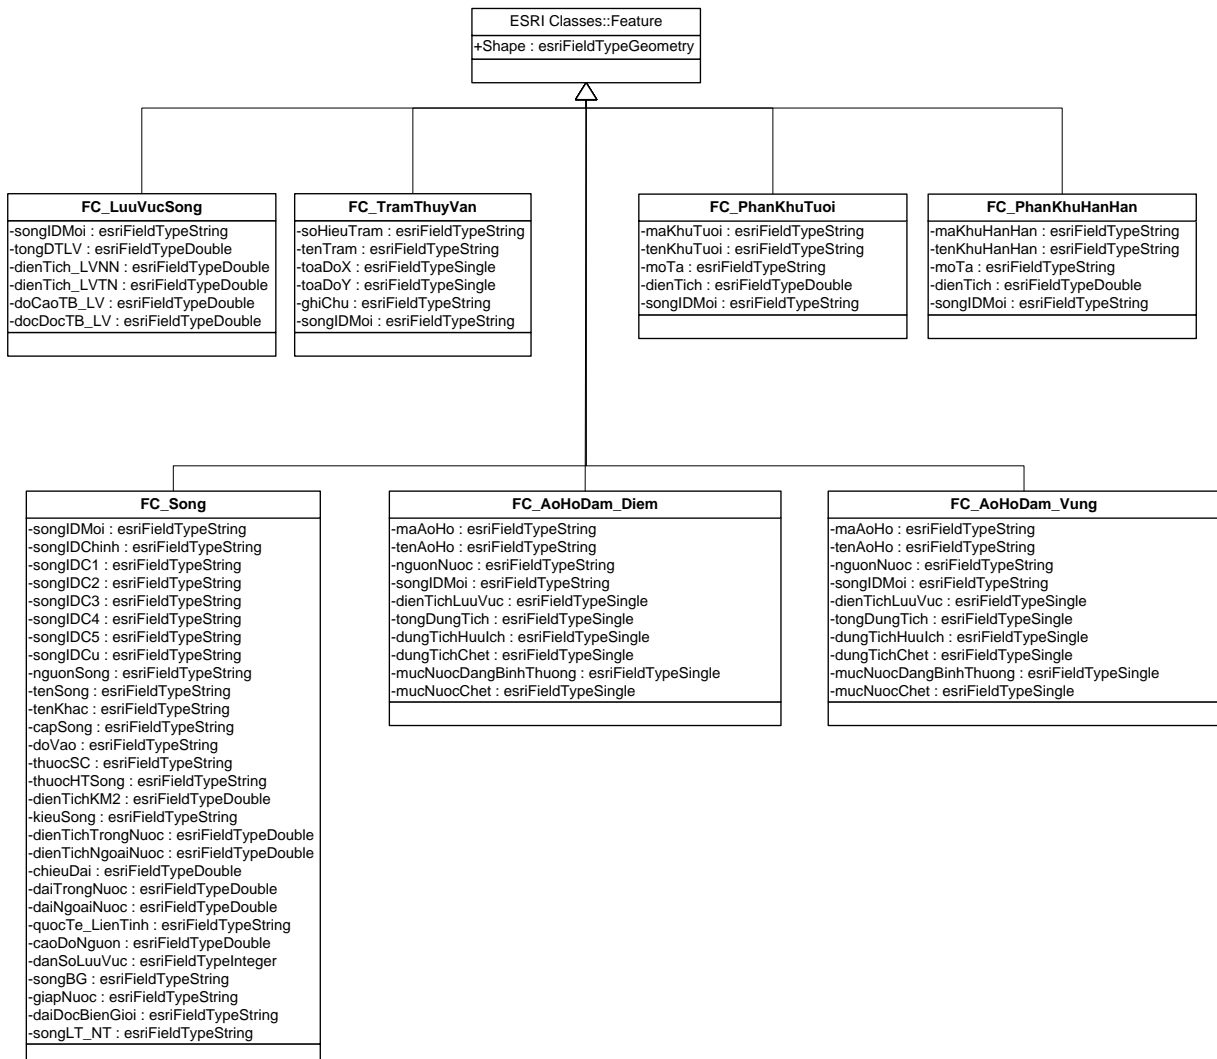 ESRI Classes::Feature
+Shape : esriFieldTypeGeometry
FC_LuuVucSong
-songIDMoi : esriFieldTypeString
-tongDTLV : esriFieldTypeDouble
-dienTich_LVNN : esriFieldTypeDouble
-dienTich_LVTN : esriFieldTypeDouble
-doCaoTB_LV : esriFieldTypeDouble
-docDocTB_LV : esriFieldTypeDouble
FC_TramThuyVan
-soHieuTram : esriFieldTypeString
-tenTram : esriFieldTypeString
-toaDoX : esriFieldTypeSingle
-toaDoY : esriFieldTypeSingle
-ghiChu : esriFieldTypeString
-songIDMoi : esriFieldTypeString
FC_PhanKhuTuoi
-maKhuTuoi : esriFieldTypeString
-tenKhuTuoi : esriFieldTypeString
-moTa : esriFieldTypeString
-dienTich : esriFieldTypeDouble
-songIDMoi : esriFieldTypeString
FC_PhanKhuHanHan
-maKhuHanHan : esriFieldTypeString
-tenKhuHanHan : esriFieldTypeString
-moTa : esriFieldTypeString
-dienTich : esriFieldTypeDouble
-songIDMoi : esriFieldTypeString
FC_Song
-songIDMoi : esriFieldTypeString
-songIDChinh : esriFieldTypeString
-songIDC1 : esriFieldTypeString
-songIDC2 : esriFieldTypeString
-songIDC3 : esriFieldTypeString
-songIDC4 : esriFieldTypeString
-songIDC5 : esriFieldTypeString
-songIDCu : esriFieldTypeString
-nguonSong : esriFieldTypeString
-tenSong : esriFieldTypeString
-tenKhac : esriFieldTypeString
-capSong : esriFieldTypeString
-doVao : esriFieldTypeString
-thuocSC : esriFieldTypeString
-thuocHTSong : esriFieldTypeString
-dienTichKM2 : esriFieldTypeDouble
-kieuSong : esriFieldTypeString
-dienTichTrongNuoc : esriFieldTypeDouble
-dienTichNgoaiNuoc : esriFieldTypeDouble
-chieuDai : esriFieldTypeDouble
-daiTrongNuoc : esriFieldTypeDouble
-daiNgoaiNuoc : esriFieldTypeDouble
-quocTe_LienTinh : esriFieldTypeString
-caoDoNguon : esriFieldTypeDouble
-danSoLuuVuc : esriFieldTypeInteger
-songBG : esriFieldTypeString
-giapNuoc : esriFieldTypeString
-daiDocBienGioi : esriFieldTypeString
-songLT_NT : esriFieldTypeString
FC_AoHoDam_Diem
-maAoHo : esriFieldTypeString
-tenAoHo : esriFieldTypeString
-nguonNuoc : esriFieldTypeString
-songIDMoi : esriFieldTypeString
-dienTichLuuVuc : esriFieldTypeSingle
-tongDungTich : esriFieldTypeSingle
-dungTichHuuIch : esriFieldTypeSingle
-dungTichChet : esriFieldTypeSingle
-mucNuocDangBinhThuong : esriFieldTypeSingle
-mucNuocChet : esriFieldTypeSingle
FC_AoHoDam_Vung
-maAoHo : esriFieldTypeString
-tenAoHo : esriFieldTypeString
-nguonNuoc : esriFieldTypeString
-songIDMoi : esriFieldTypeString
-dienTichLuuVuc : esriFieldTypeSingle
-tongDungTich : esriFieldTypeSingle
-dungTichHuuIch : esriFieldTypeSingle
-dungTichChet : esriFieldTypeSingle
-mucNuocDangBinhThuong : esriFieldTypeSingle
-mucNuocChet : esriFieldTypeSingle